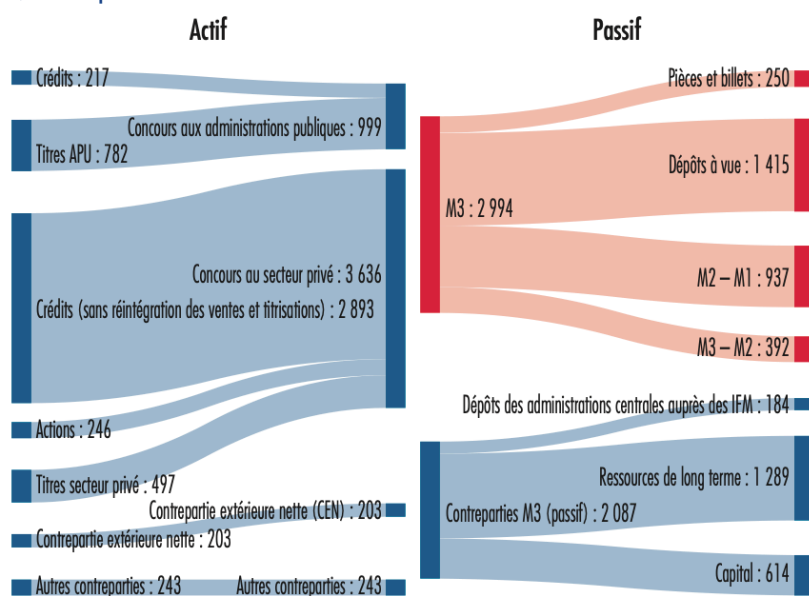 Actif
Passif
Crédits : 217
Concours aux administrations publiques : 999
Titres APU : 782
Concours au secteur privé : 3 636
Crédits (sans réintégration des ventes et titrisations) : 2 893
Actions : 246
Titres secteur privé : 497
Contrepartie extérieure nette (CEN) : 203
Contrepartie extérieure nette : 203
Autres contreparties : 243
Autres contreparties : 243
Pièces et billets : 250
Dépôts à vue : 1 415
M3 : 2 994
M2 – M1 : 937
M3 – M2 : 392
Dépôts des administrations centrales auprès des IFM : 184
Ressources de long terme : 1 289
Contreparties M3 (passif) : 2 087
Capital : 614